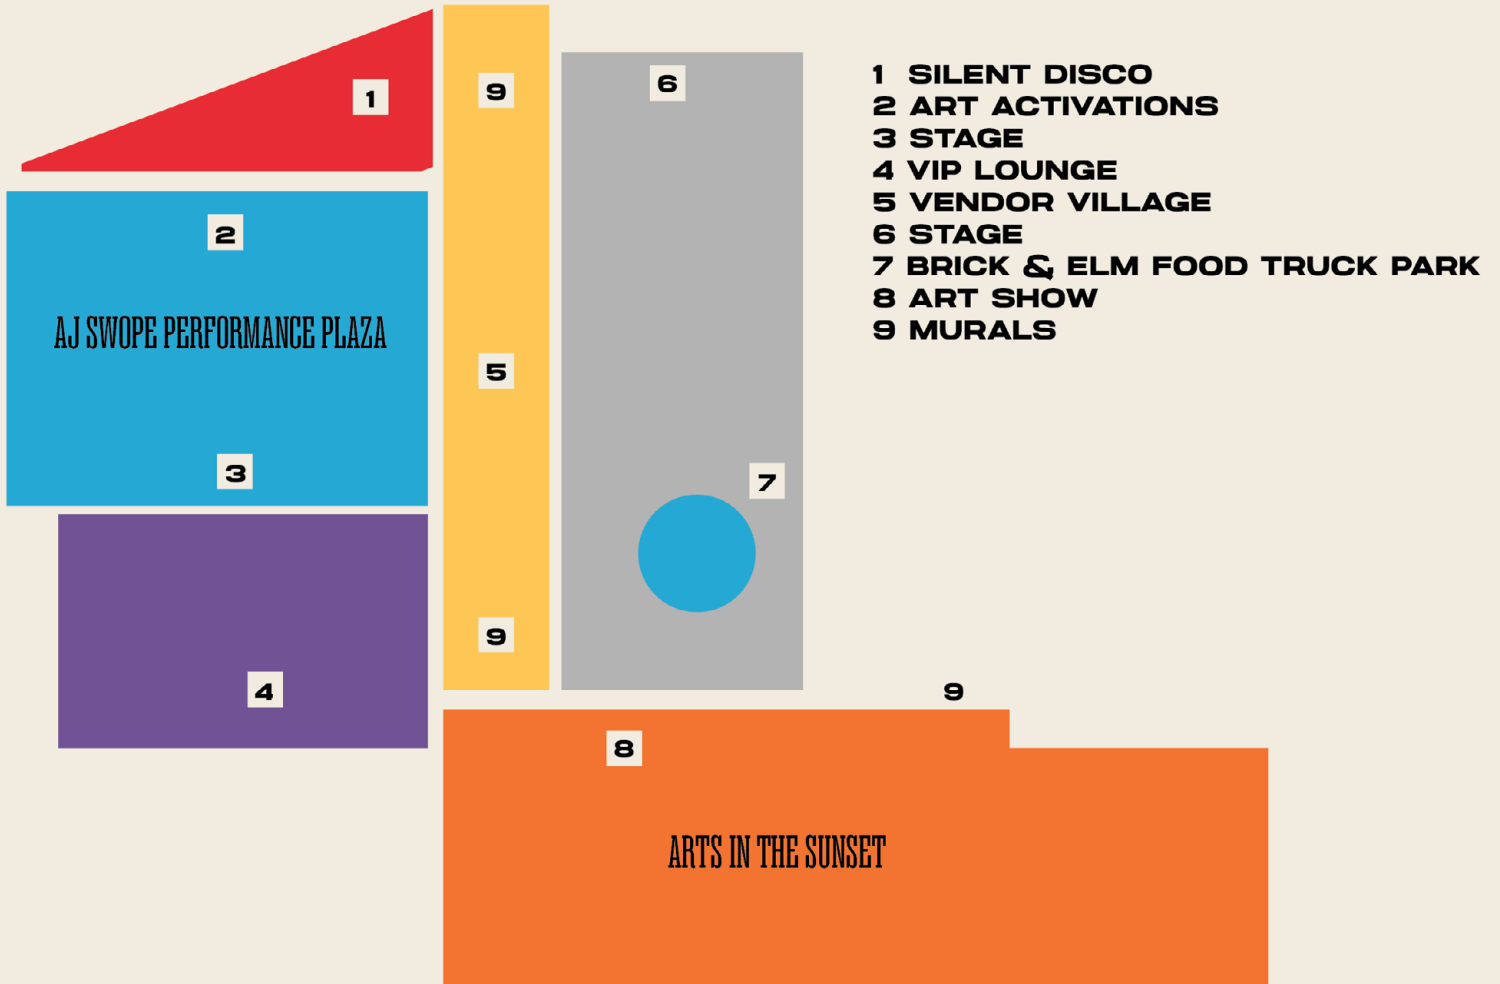 1
9
6
2
AJ SWOPE PERFORMANCE PLAZA
5
3
7
9
4
9
8
ARTS IN THE SUNSET
1 SILENT DISCO
2 ART ACTIVATIONS
3 STAGE
4 VIP LOUNGE
5 VENDOR VILLAGE
6 STAGE
7 BRICK & ELM FOOD TRUCK PARK
8 ART SHOW
9 MURALS